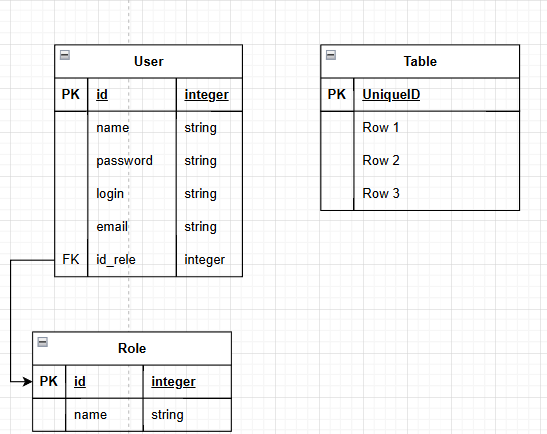 User
PK id integer
name string
password string
login string
email string
FK id_rele integer
Table
PK UniqueID
Row 1
Row 2
Row 3
Role
PK id integer
name string